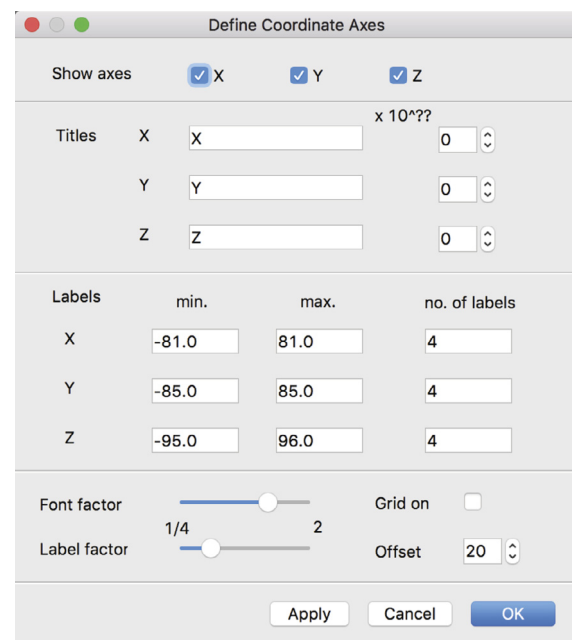 Define Coordinate Axes
Show axes X Y Z
x 10^??
Titles X X 0
Y Y 0
Z Z 0
Labels min. max. no. of labels
X -81.0 81.0 4
Y -85.0 85.0 4
Z -95.0 96.0 4
Font factor Grid on
1/4 2
Label factor Offset 20
Apply Cancel OK